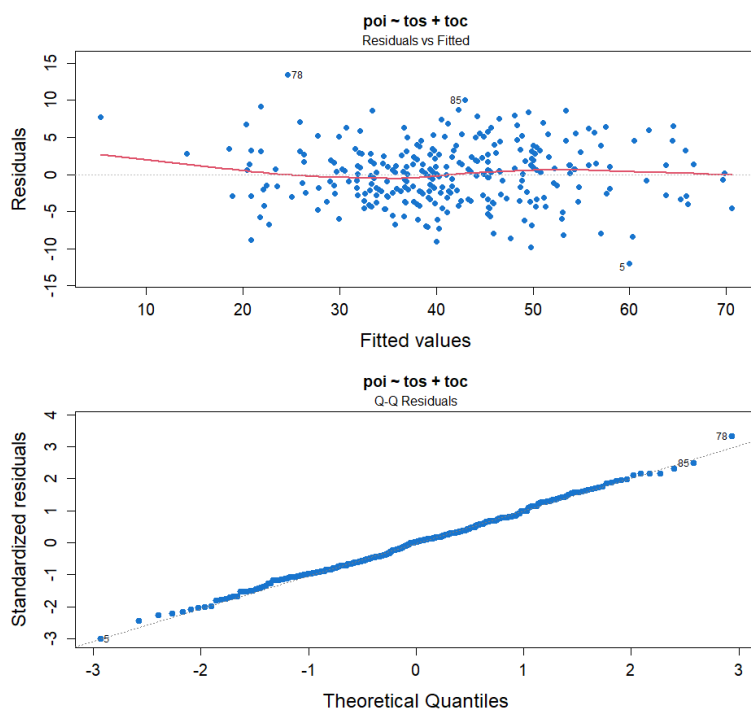 poi ~ tos + toc
Residuals vs Fitted
Residuals
15
10
5
0
-5
-10
-15
78
85
5
10 20 30 40 50 60 70
Fitted values
poi ~ tos + toc
Q-Q Residuals
Standardized residuals
4
3
2
1
0
-1
-2
-3
78
85
5
-3 -2 -1 0 1 2 3
Theoretical Quantiles